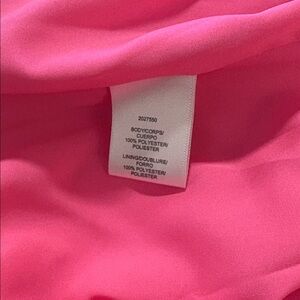 2027550
BODY/CORPS/
CUERPO
100% POLYESTER/
POLIESTER
LINING/DOUBLURE/
FORRO
100% POLYESTER/
POLIESTER